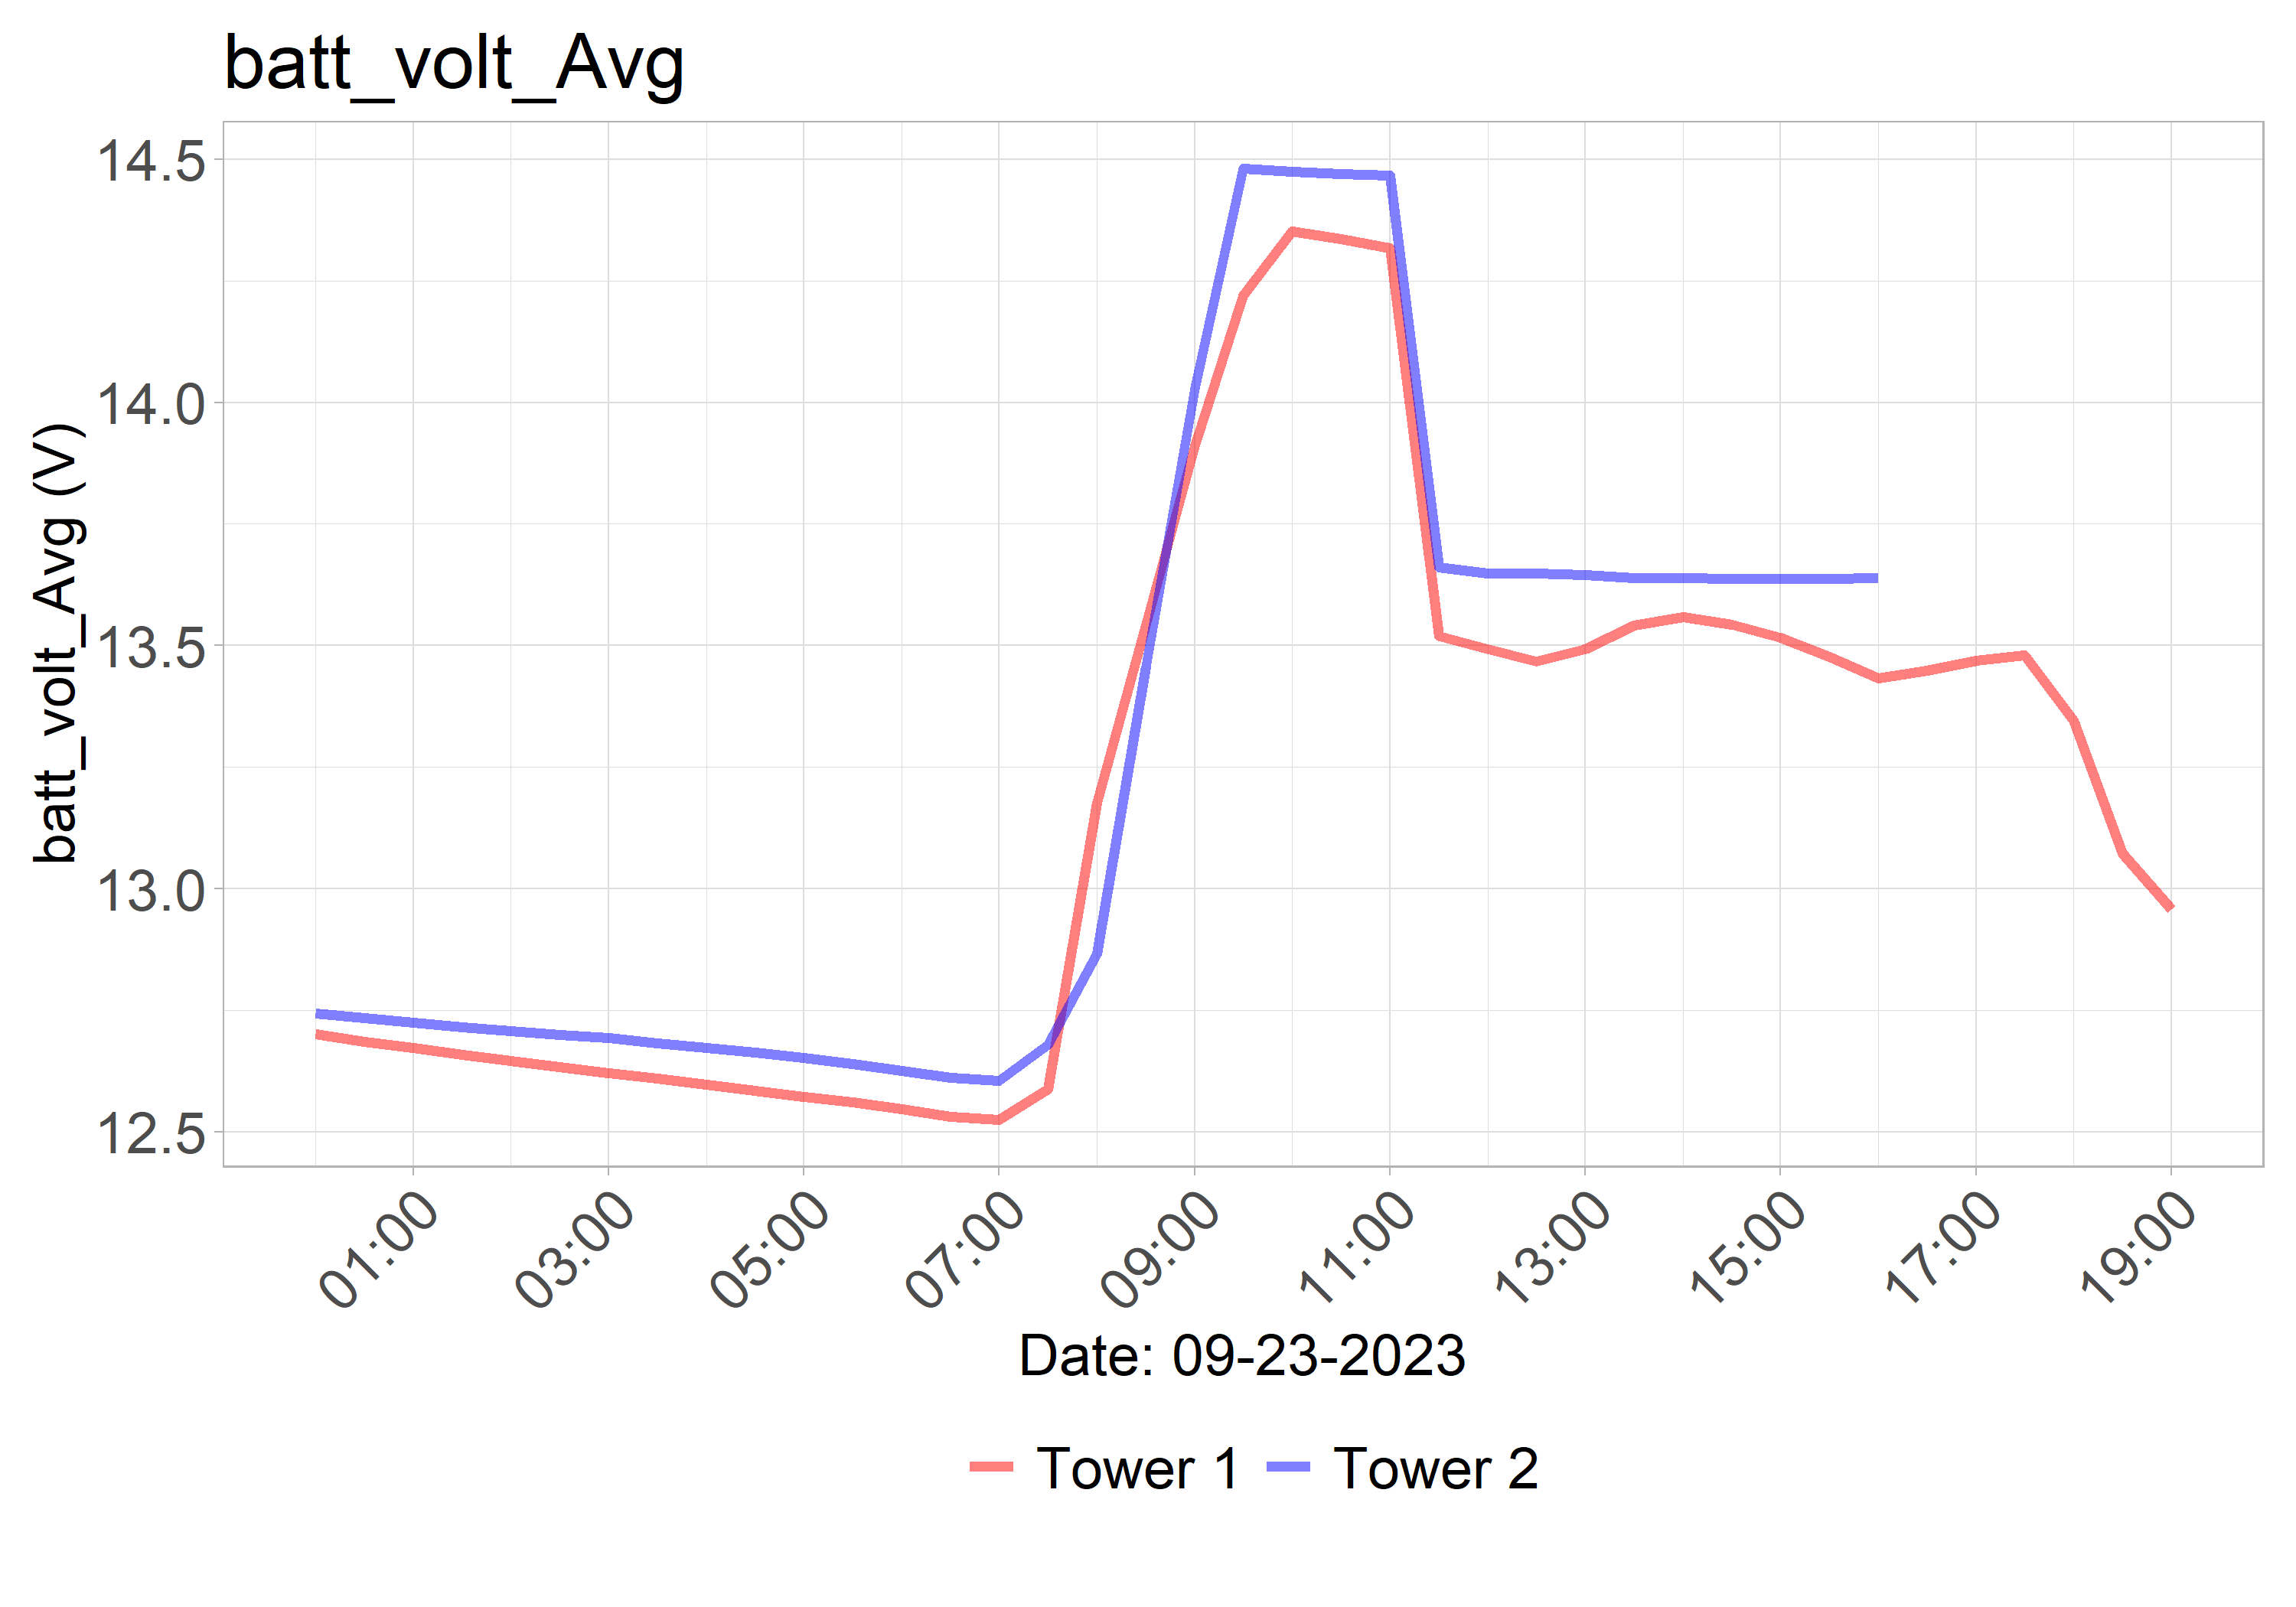 batt_volt_Avg
batt_volt_Avg (V)
14.5
14.0
13.5
13.0
12.5
01:00 03:00 05:00 07:00 09:00 11:00 13:00 15:00 17:00 19:00
Date: 09-23-2023
Tower 1 Tower 2